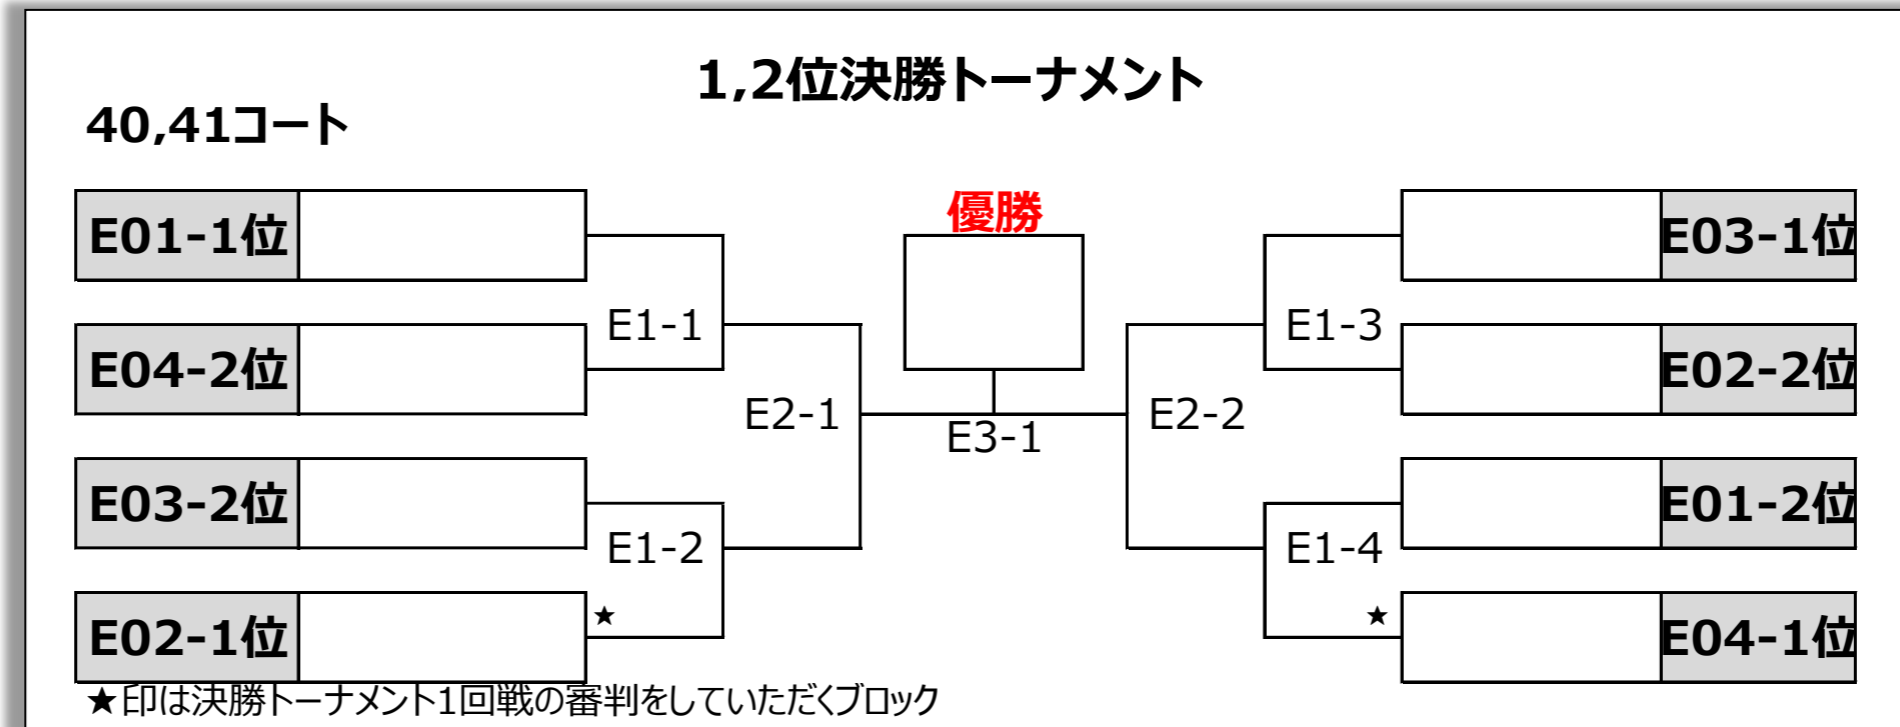 1,2位決勝トーナメント
40,41コート
E01-1位
優勝
E03-1位
E1-1
E1-3
E04-2位
E02-2位
E2-1
E2-2
E3-1
E03-2位
E01-2位
E1-2
E1-4
★
★
E02-1位
E04-1位
★印は決勝トーナメント1回戦の審判をしていただくブロック